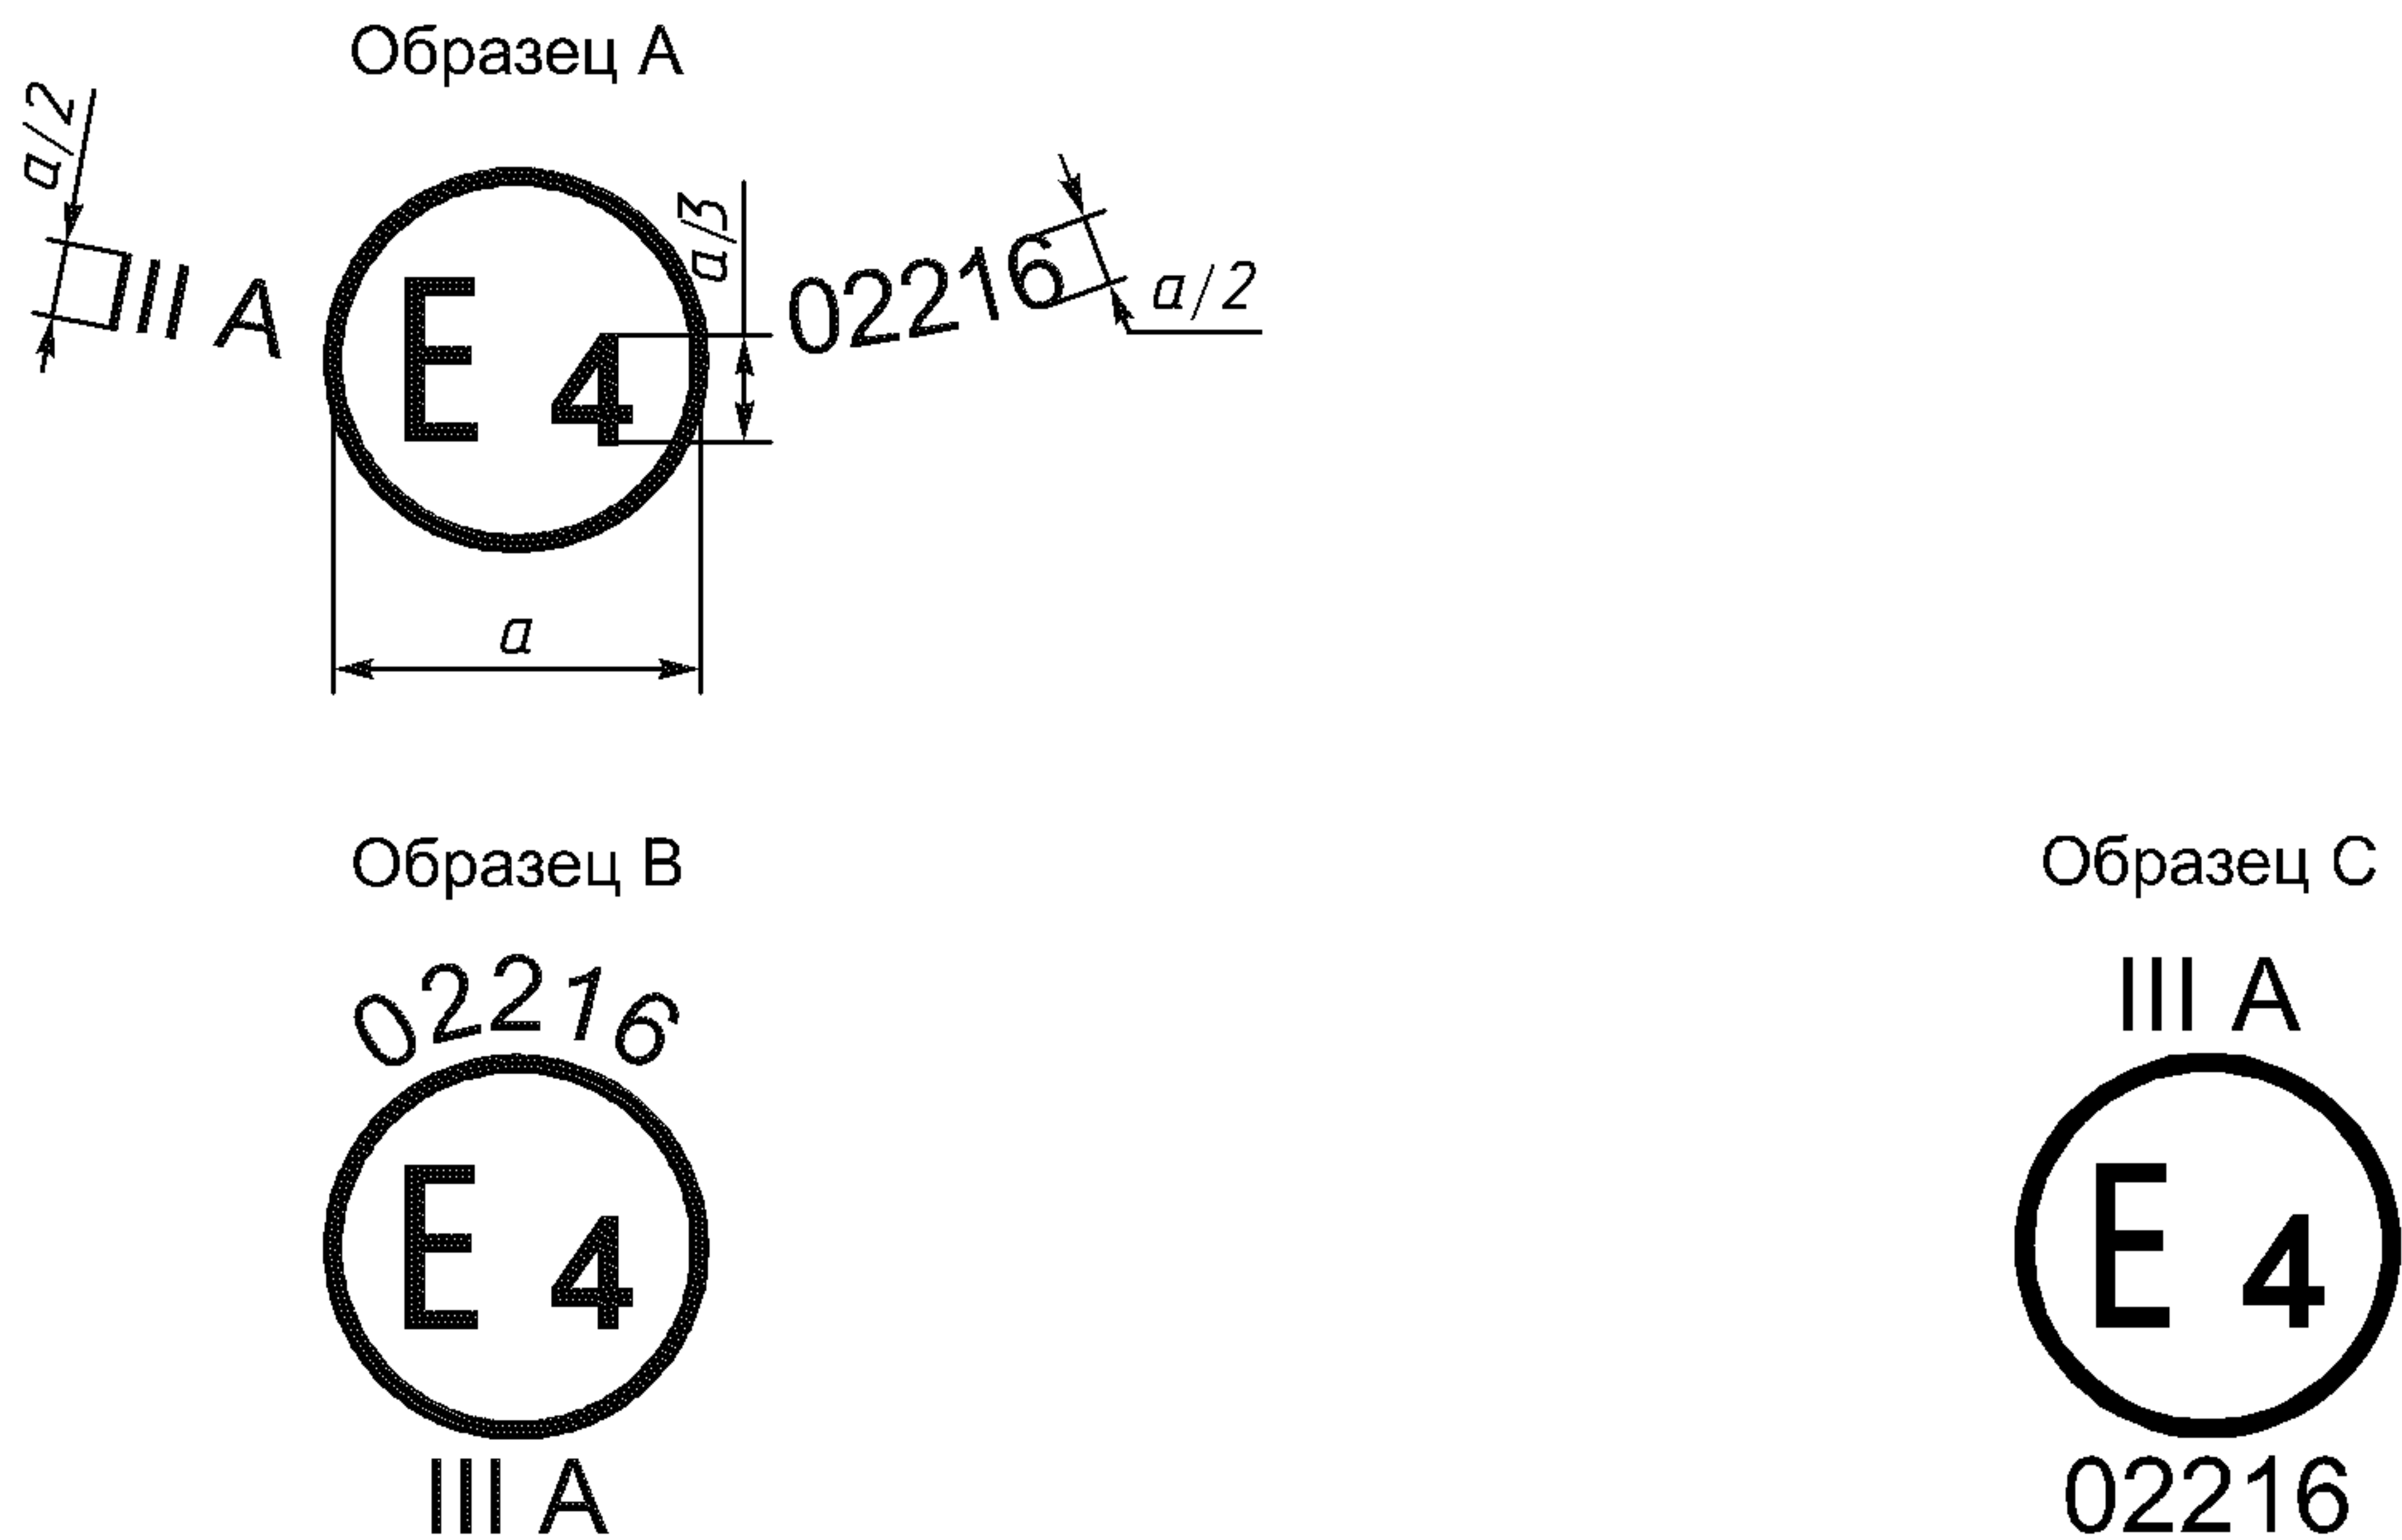 Образец А
a/2
III A
E 4
a/3
02216
a/2
a
Образец В
02216
E 4
III A
Образец С
III A
E 4
02216